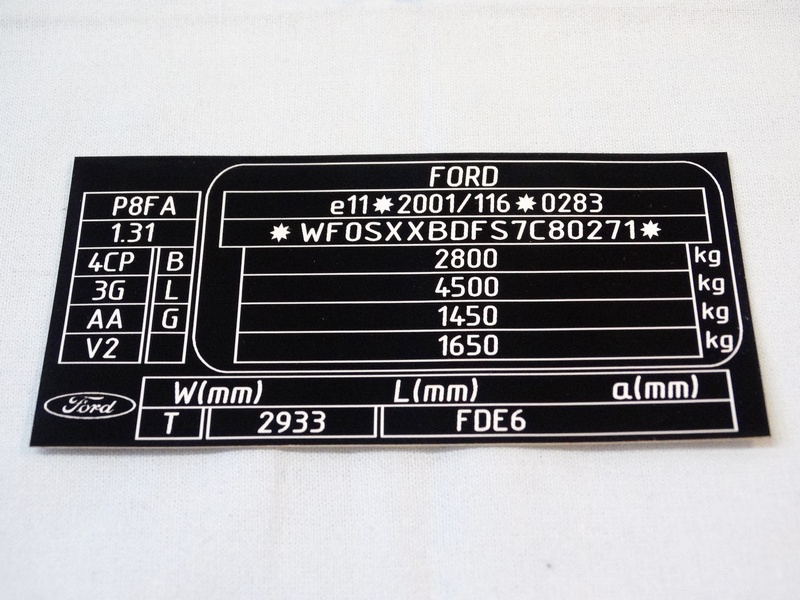 FORD
P8FA
e11*2001/116*0283
1.31
*WF0SXXBDFS7C80271*
4CP B
2800 kg
3G L
4500 kg
AA G
1450 kg
V2
1650 kg
Ford
W(mm) L(mm) a(mm)
T 2933 FDE6